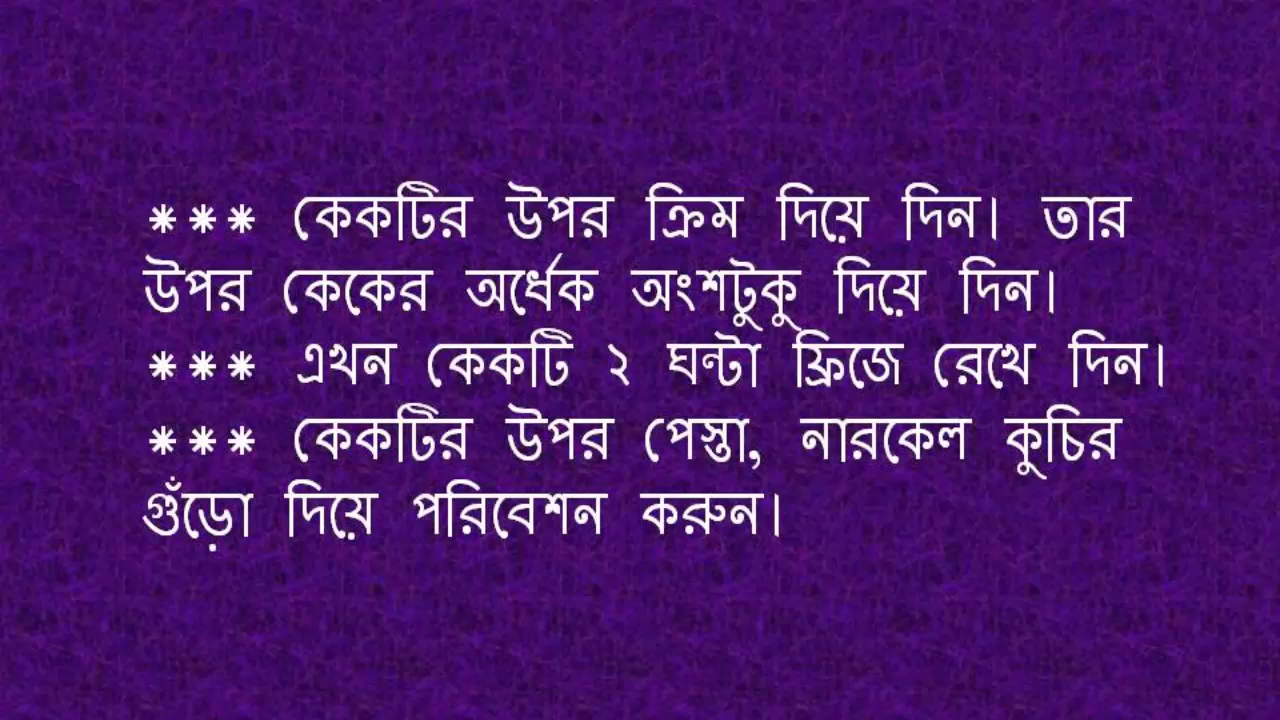 *** কেকটির উপর ক্রিম দিয়ে দিন। তার
উপর কেকের অর্ধেক অংশটুকু দিয়ে দিন।
*** এখন কেকটি ২ ঘন্টা ফ্রিজে রেখে দিন।
*** কেকটির উপর পেস্তা, নারকেল কুচির
গুঁড়ো দিয়ে পরিবেশন করুন।